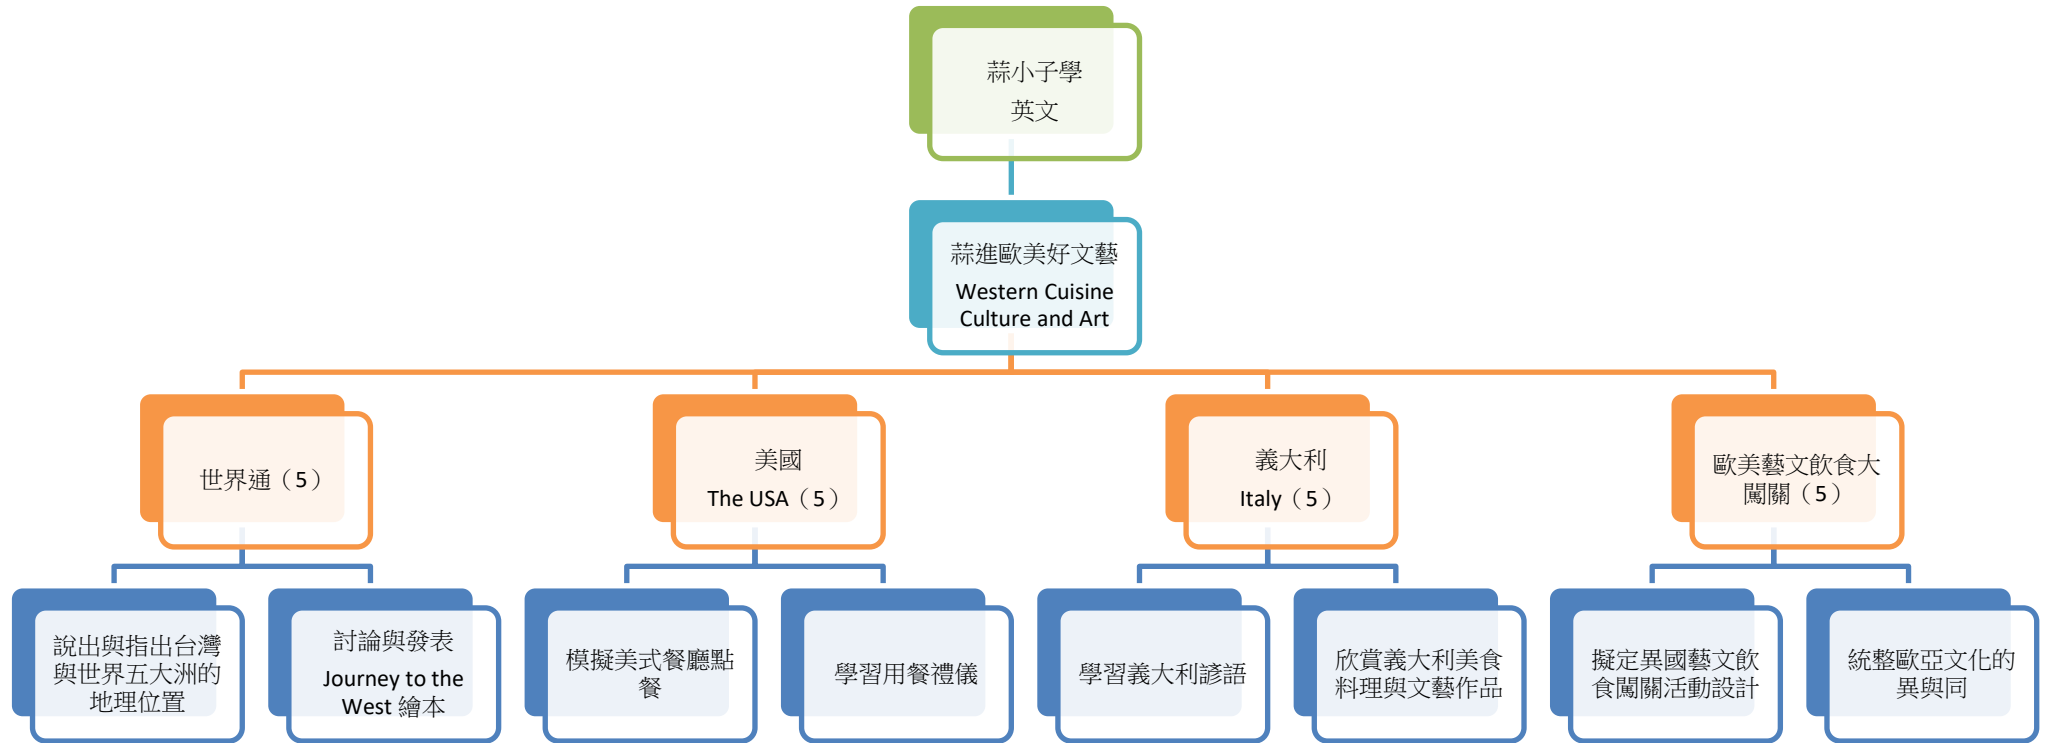 蒜小子學
英文
蒜進歐美好文藝
Western Cuisine
Culture and Art
世界通（5）
美國
The USA（5）
義大利
Italy（5）
歐美藝文飲食大
闖關（5）
說出與指出台灣
與世界五大洲的
地理位置
討論與發表
Journey to the
West 繪本
模擬美式餐廳點
餐
學習用餐禮儀
學習義大利諺語
欣賞義大利美食
料理與文藝作品
擬定異國藝文飲
食闖關活動設計
統整歐亞文化的
異與同